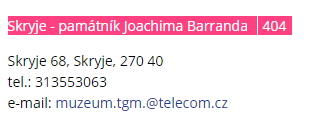 Skryje - památník Joachima Barranda | 404
Skryje 68, Skryje, 270 40
tel.: 313553063
e-mail: muzeum.tgm.@telecom.cz